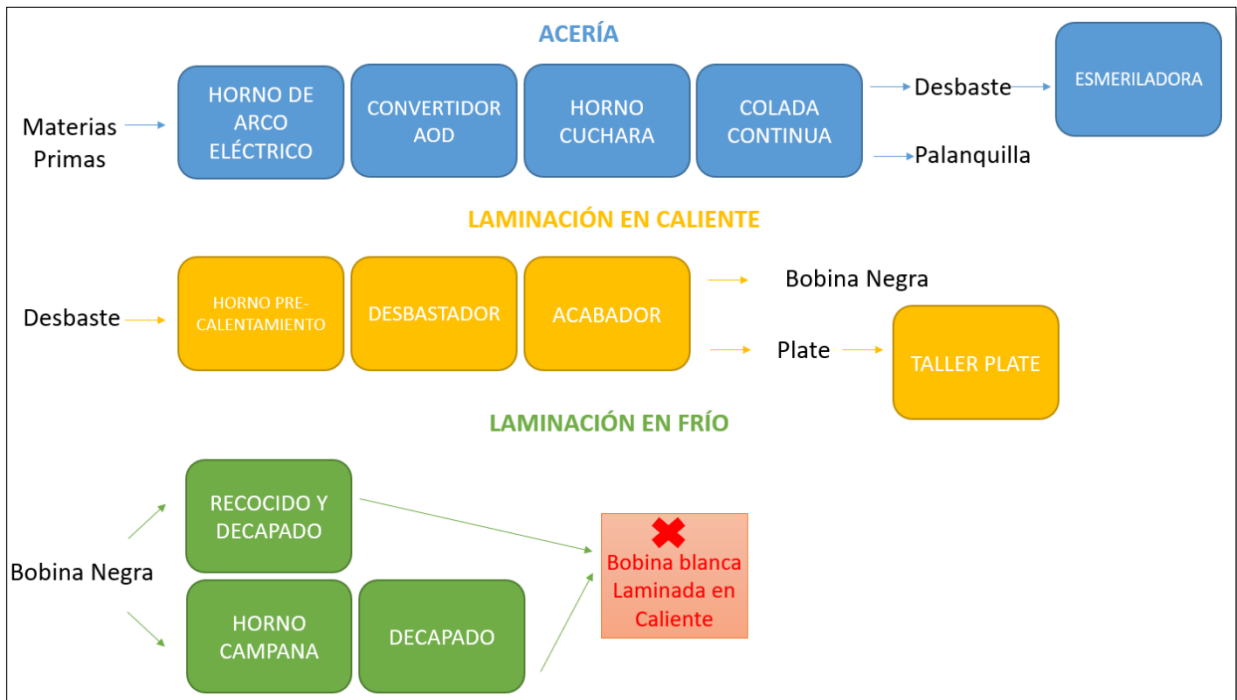 ACERÍA
Materias
Primas
HORNO DE
ARCO
ELÉCTRICO
CONVERTIDOR
AOD
HORNO
CUCHARA
COLADA
CONTINUA
Desbaste
Palanquilla
ESMERILADORA
LAMINACIÓN EN CALIENTE
Desbaste
HORNO PRE-
CALENTAMIENTO
DESBASTADOR
ACABADOR
Bobina Negra
Plate
TALLER PLATE
LAMINACIÓN EN FRÍO
Bobina Negra
RECOCIDO Y
DECAPADO
HORNO
CAMPANA
DECAPADO
Bobina blanca
Laminada en
Caliente